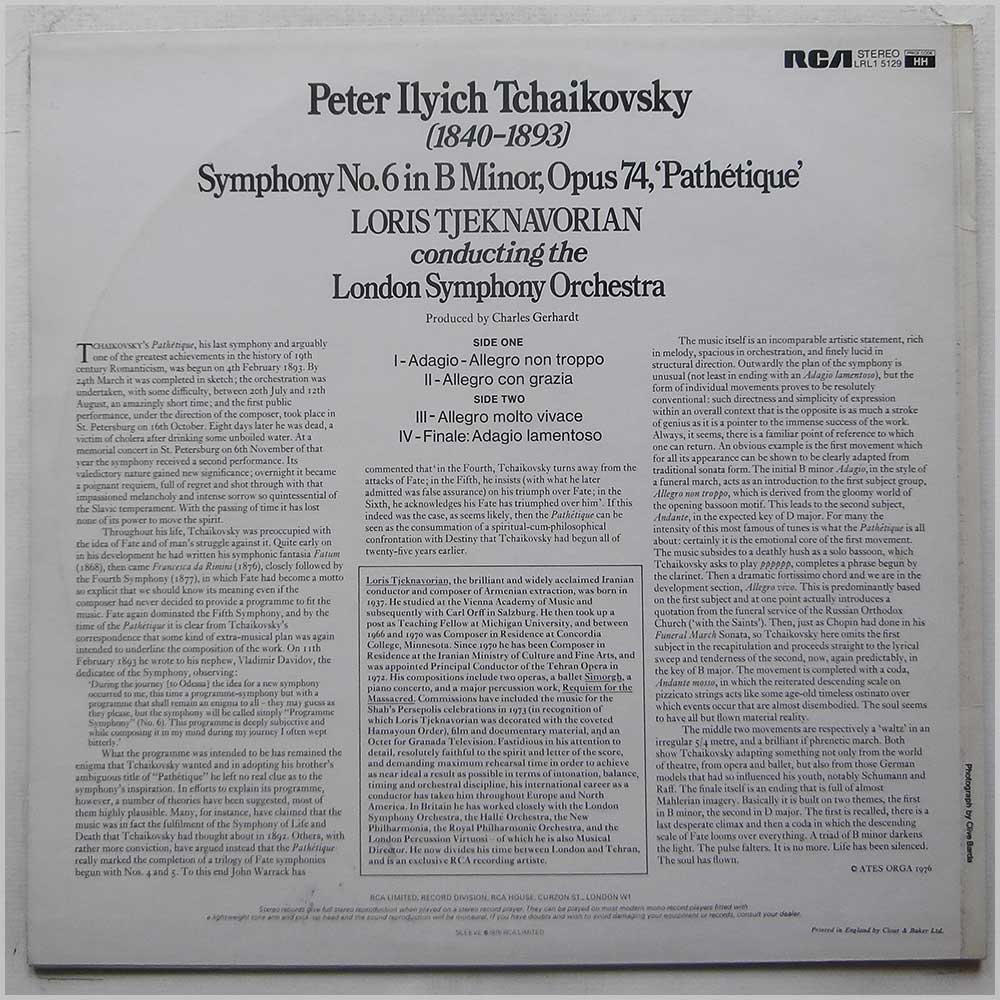 RCA STEREO PRICE CODE
LRL1 5129 HH
Peter Ilyich Tchaikovsky
(1840–1893)
Symphony No.6 in B Minor, Opus 74, ‘Pathétique’
LORIS TJEKNAVORIAN
conducting the
London Symphony Orchestra
Produced by Charles Gerhardt
TCHAIKOVSKY'S Pathétique, his last symphony and arguably
one of the greatest achievements in the history of 19th
century Romanticism, was begun on 4th February 1893. By
24th March it was completed in sketch; the orchestration was
undertaken, with some difficulty, between 20th July and 12th
August, an amazingly short time; and the first public
performance, under the direction of the composer, took place in
St. Petersburg on 16th October. Eight days later he was dead, a
victim of cholera after drinking some unboiled water. At a
memorial concert in St. Petersburg on 6th November of that
year the symphony received a second performance. Its
valedictory nature gained new significance; overnight it became
a poignant requiem, full of regret and shot through with that
impassioned melancholy and intense sorrow so quintessential of
the Slavic temperament. With the passing of time it has lost
none of its power to move the spirit.
Throughout his life, Tchaikovsky was preoccupied with
the idea of Fate and of man's struggle against it. Quite early on
in his development he had written his symphonic fantasia Fatum
(1868), then came Francesca da Rimini (1876), closely followed by
the Fourth Symphony (1877), in which Fate had become a motto
so explicit that we should know its meaning even if the
composer had never decided to provide a programme to fit the
music. Fate again dominated the Fifth Symphony, and by the
time of the Pathétique it is clear from Tchaikovsky's
correspondence that some kind of extra-musical plan was again
intended to underline the composition of the work. On 11th
February 1893 he wrote to his nephew, Vladimir Davidov, the
dedicatee of the Symphony, observing:
‘During the journey [to Odessa] the idea for a new symphony
occurred to me, this time a programme-symphony but with a
programme that shall remain an enigma to all – they may guess as
they please, but the symphony will be called simply “Programme
Symphony” (No. 6). This programme is deeply subjective and
while composing it in my mind during my journey I often wept
bitterly.’
What the programme was intended to be has remained the
enigma that Tchaikovsky wanted and in adopting his brother's
ambiguous title of “Pathétique” he left no real clue as to the
symphony's inspiration. In efforts to explain its programme,
however, a number of theories have been suggested, most of
them highly plausible. Many, for instance, have claimed that the
music was in fact the fulfilment of the Symphony of Life and
Death that Tchaikovsky had thought about in 1892. Others, with
rather more conviction, have argued instead that the Pathétique
really marked the completion of a trilogy of Fate symphonies
begun with Nos. 4 and 5. To this end John Warrack has
SIDE ONE
I - Adagio - Allegro non troppo
II - Allegro con grazia
SIDE TWO
III - Allegro molto vivace
IV - Finale: Adagio lamentoso
commented that ‘in the Fourth, Tchaikovsky turns away from the
attacks of Fate; in the Fifth, he insists (with what he later
admitted was false assurance) on his triumph over Fate; in the
Sixth, he acknowledges his Fate has triumphed over him’. If this
indeed was the case, as seems likely, then the Pathétique can be
seen as the consummation of a spiritual-cum-philosophical
confrontation with Destiny that Tchaikovsky had begun all of
twenty-five years earlier.
Loris Tjeknavorian, the brilliant and widely acclaimed Iranian
conductor and composer of Armenian extraction, was born in
1937. He studied at the Vienna Academy of Music and
subsequently with Carl Orff in Salzburg. He then took up a
post as Teaching Fellow at Michigan University, and between
1966 and 1970 was Composer in Residence at Concordia
College, Minnesota. Since 1970 he has been Composer in
Residence at the Iranian Ministry of Culture and Fine Arts, and
was appointed Principal Conductor of the Tehran Opera in
1972. His compositions include two operas, a ballet Simorgh, a
piano concerto, and a major percussion work, Requiem for the
Massacred. Commissions have included the music for the
Shah's Persepolis celebrations in 1973 (in recognition of
which Loris Tjeknavorian was decorated with the coveted
Hamayoun Order), film and documentary material, and an
Octet for Granada Television. Fastidious in his attention to
detail, resolutely faithful to the spirit and letter of the score,
and demanding maximum rehearsal time in order to achieve
as near ideal a result as possible in terms of intonation, balance,
timing and orchestral discipline, his international career as a
conductor has taken him throughout Europe and North
America. In Britain he has worked closely with the London
Symphony Orchestra, the Hallé Orchestra, the New
Philharmonia, the Royal Philharmonic Orchestra, and the
London Percussion Virtuosi – of which he is also Musical
Director. He now divides his time between London and Tehran,
and is an exclusive RCA recording artiste.
The music itself is an incomparable artistic statement, rich
in melody, spacious in orchestration, and finely lucid in
structural direction. Outwardly the plan of the symphony is
unusual (not least in ending with an Adagio lamentoso), but the
form of individual movements proves to be resolutely
conventional: such directness and simplicity of expression
within an overall context that is the opposite is as much a stroke
of genius as it is a pointer to the immense success of the work.
Always, it seems, there is a familiar point of reference to which
one can return. An obvious example is the first movement which
for all its appearance can be shown to be clearly adapted from
traditional sonata form. The initial B minor Adagio, in the style of
a funeral march, acts as an introduction to the first subject group,
Allegro non troppo, which is derived from the gloomy world of
the opening bassoon motif. This leads to the second subject,
Andante, in the expected key of D major. For many the
intensity of this most famous of tunes is what the Pathétique is all
about: certainly it is the emotional core of the first movement.
The music subsides to a deathly hush as a solo bassoon, which
Tchaikovsky asks to play pppppp, completes a phrase begun by
the clarinet. Then a dramatic fortissimo chord and we are in the
development section, Allegro vivo. This is predominantly based
on the first subject and at one point actually introduces a
quotation from the funeral service of the Russian Orthodox
Church (‘with the Saints’). Then, just as Chopin had done in his
Funeral March Sonata, so Tchaikovsky here omits the first
subject in the recapitulation and proceeds straight to the lyrical
sweep and tenderness of the second, now, again predictably, in
the key of B major. The movement is completed with a coda,
Andante mosso, in which the reiterated descending scale on
pizzicato strings acts like some age-old timeless ostinato over
which events occur that are almost disembodied. The soul seems
to have all but flown material reality.
The middle two movements are respectively a ‘waltz’ in an
irregular 5/4 metre, and a brilliant if phrenetic march. Both
show Tchaikovsky adapting something not only from the world
of theatre, from opera and ballet, but also from those German
models that had so influenced his youth, notably Schumann and
Raff. The finale itself is an ending that is full of almost
Mahlerian imagery. Basically it is built on two themes, the first
in B minor, the second in D major. The first is recalled, there is a
last desperate climax and then a coda in which the descending
scale of Fate looms over everything. A triad of B minor darkens
the light. The pulse falters. It is no more. Life has been silenced.
The soul has flown.
© ATES ORGA 1976
Photograph by Clive Barda
RCA LIMITED, RECORD DIVISION, RCA HOUSE, CURZON ST., LONDON W1
Stereo records give full stereo reproduction when played on a stereo record player. They can be played on most modern mono record players fitted with
a lightweight tone arm and pick-up head and the sound reproduction will be monaural. If you have doubts and wish to avoid damaging your equipment or records, consult your dealer.
SLEEVE © 1976 RCA LIMITED
Printed in England by Clout & Baker Ltd.